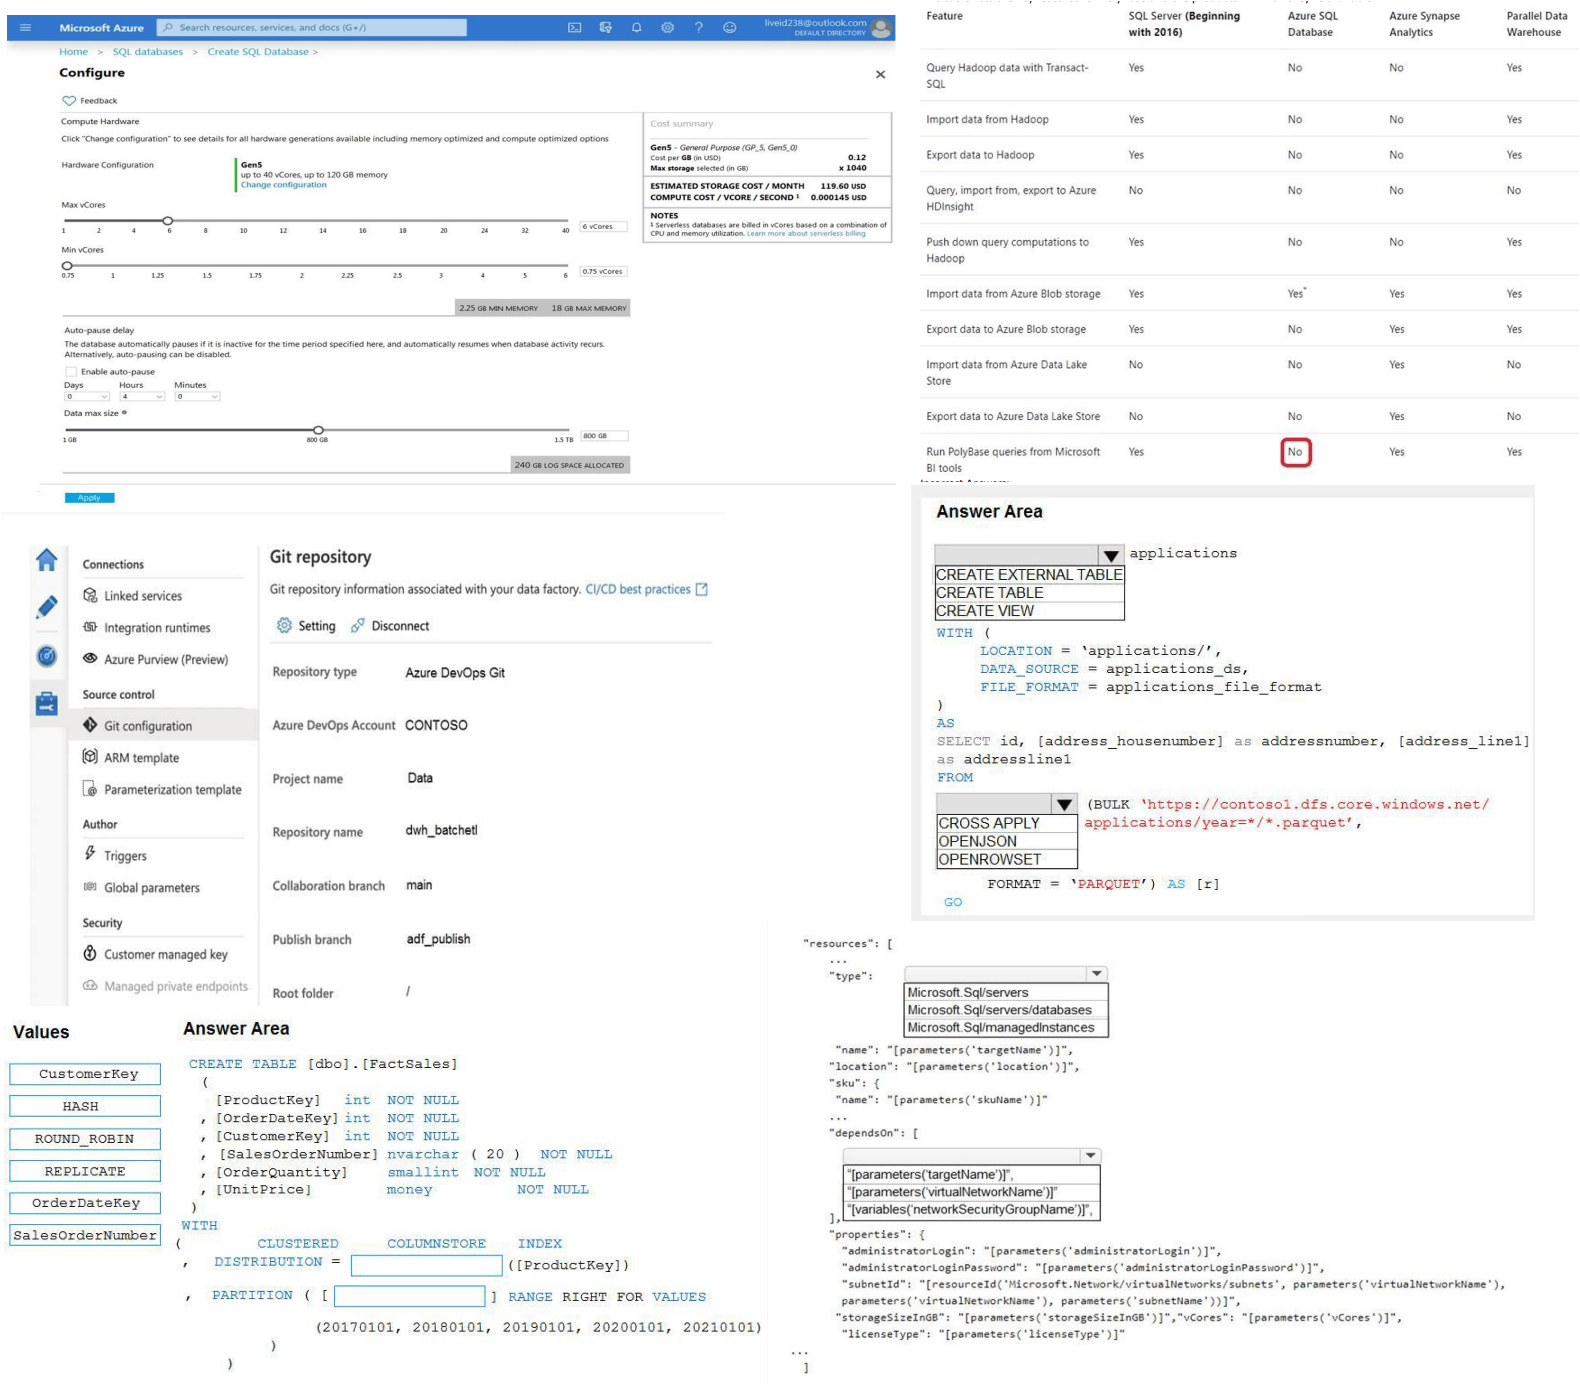 Microsoft Azure
Search resources, services, and docs (G+/)
liveid238@outlook.com
DEFAULT DIRECTORY
Home > SQL databases > Create SQL Database >
Configure
Feedback
Compute Hardware
Click "Change configuration" to see details for all hardware generations available including memory optimized and compute optimized options
Hardware Configuration
Gen5
up to 40 vCores, up to 120 GB memory
Change configuration
Max vCores
1 2 4 6 8 10 12 14 16 18 20 24 32 40
6 vCores
Min vCores
0.75 1 1.25 1.5 1.75 2 2.25 2.5 3 4 5 6
0.75 vCores
2.25 GB MIN MEMORY 18 GB MAX MEMORY
Auto-pause delay
The database automatically pauses if it is inactive for the time period specified here, and automatically resumes when database activity recurs.
Alternatively, auto-pausing can be disabled.
Enable auto-pause
Days Hours Minutes
0 4 0
Data max size
1 GB 800 GB 1.5 TB
800 GB
240 GB LOG SPACE ALLOCATED
Apply
Cost summary
Gen5 - General Purpose (GP_S_Gen5_0)
Cost per GB (in USD) 0.12
Max storage selected (in GB) x 1040
ESTIMATED STORAGE COST / MONTH 119.60 USD
COMPUTE COST / VCORE / SECOND 1 0.000145 USD
NOTES
1 Serverless databases are billed in vCores based on a combination of
CPU and memory utilization. Learn more about serverless billing
Feature SQL Server (Beginning with 2016) Azure SQL Database Azure Synapse Analytics Parallel Data Warehouse
Query Hadoop data with Transact-SQL Yes No No Yes
Import data from Hadoop Yes No No Yes
Export data to Hadoop Yes No No Yes
Query, import from, export to Azure HDInsight No No No No
Push down query computations to Hadoop Yes No No Yes
Import data from Azure Blob storage Yes Yes* Yes Yes
Export data to Azure Blob storage Yes No Yes Yes
Import data from Azure Data Lake Store No No Yes No
Export data to Azure Data Lake Store No No Yes No
Run PolyBase queries from Microsoft BI tools Yes No Yes Yes
Connections
Linked services
Integration runtimes
Azure Purview (Preview)
Source control
Git configuration
ARM template
Parameterization template
Author
Triggers
Global parameters
Security
Customer managed key
Managed private endpoints
Git repository
Git repository information associated with your data factory. CI/CD best practices
Setting Disconnect
Repository type Azure DevOps Git
Azure DevOps Account CONTOSO
Project name Data
Repository name dwh_batchetl
Collaboration branch main
Publish branch adf_publish
Root folder /
Answer Area
applications
CREATE EXTERNAL TABLE
CREATE TABLE
CREATE VIEW
WITH (
LOCATION = 'applications/',
DATA_SOURCE = applications_ds,
FILE_FORMAT = applications_file_format
)
AS
SELECT id, [address_housenumber] as addressnumber, [address_line1]
as addressline1
FROM
(BULK 'https://contoso1.dfs.core.windows.net/
CROSS APPLY applications/year=*/*.parquet',
OPENJSON
OPENROWSET
FORMAT = 'PARQUET') AS [r]
GO
Values
CustomerKey
HASH
ROUND_ROBIN
REPLICATE
OrderDateKey
SalesOrderNumber
Answer Area
CREATE TABLE [dbo].[FactSales]
(
[ProductKey] int NOT NULL
, [OrderDateKey] int NOT NULL
, [CustomerKey] int NOT NULL
, [SalesOrderNumber] nvarchar ( 20 ) NOT NULL
, [OrderQuantity] smallint NOT NULL
, [UnitPrice] money NOT NULL
)
WITH
( CLUSTERED COLUMNSTORE INDEX
, DISTRIBUTION = ([ProductKey])
, PARTITION ( [ ] RANGE RIGHT FOR VALUES
(20170101, 20180101, 20190101, 20200101, 20210101)
)
)
"resources": [
...
"type":
Microsoft.Sql/servers
Microsoft.Sql/servers/databases
Microsoft.Sql/managedInstances
"name": "[parameters('targetName')]",
"location": "[parameters('location')]",
"sku": {
"name": "[parameters('skuName')]"
...
"dependsOn": [
"[parameters('targetName')]",
"[parameters('virtualNetworkName')]"
"[variables('networkSecurityGroupName')]",
],
"properties": {
"administratorLogin": "[parameters('administratorLogin')]",
"administratorLoginPassword": "[parameters('administratorLoginPassword')]",
"subnetId": "[resourceId('Microsoft.Network/virtualNetworks/subnets', parameters('virtualNetworkName'),
parameters('virtualNetworkName'), parameters('subnetName'))]",
"storageSizeInGB": "[parameters('storageSizeInGB')]","vCores": "[parameters('vCores')]",
"licenseType": "[parameters('licenseType')]"
...
]